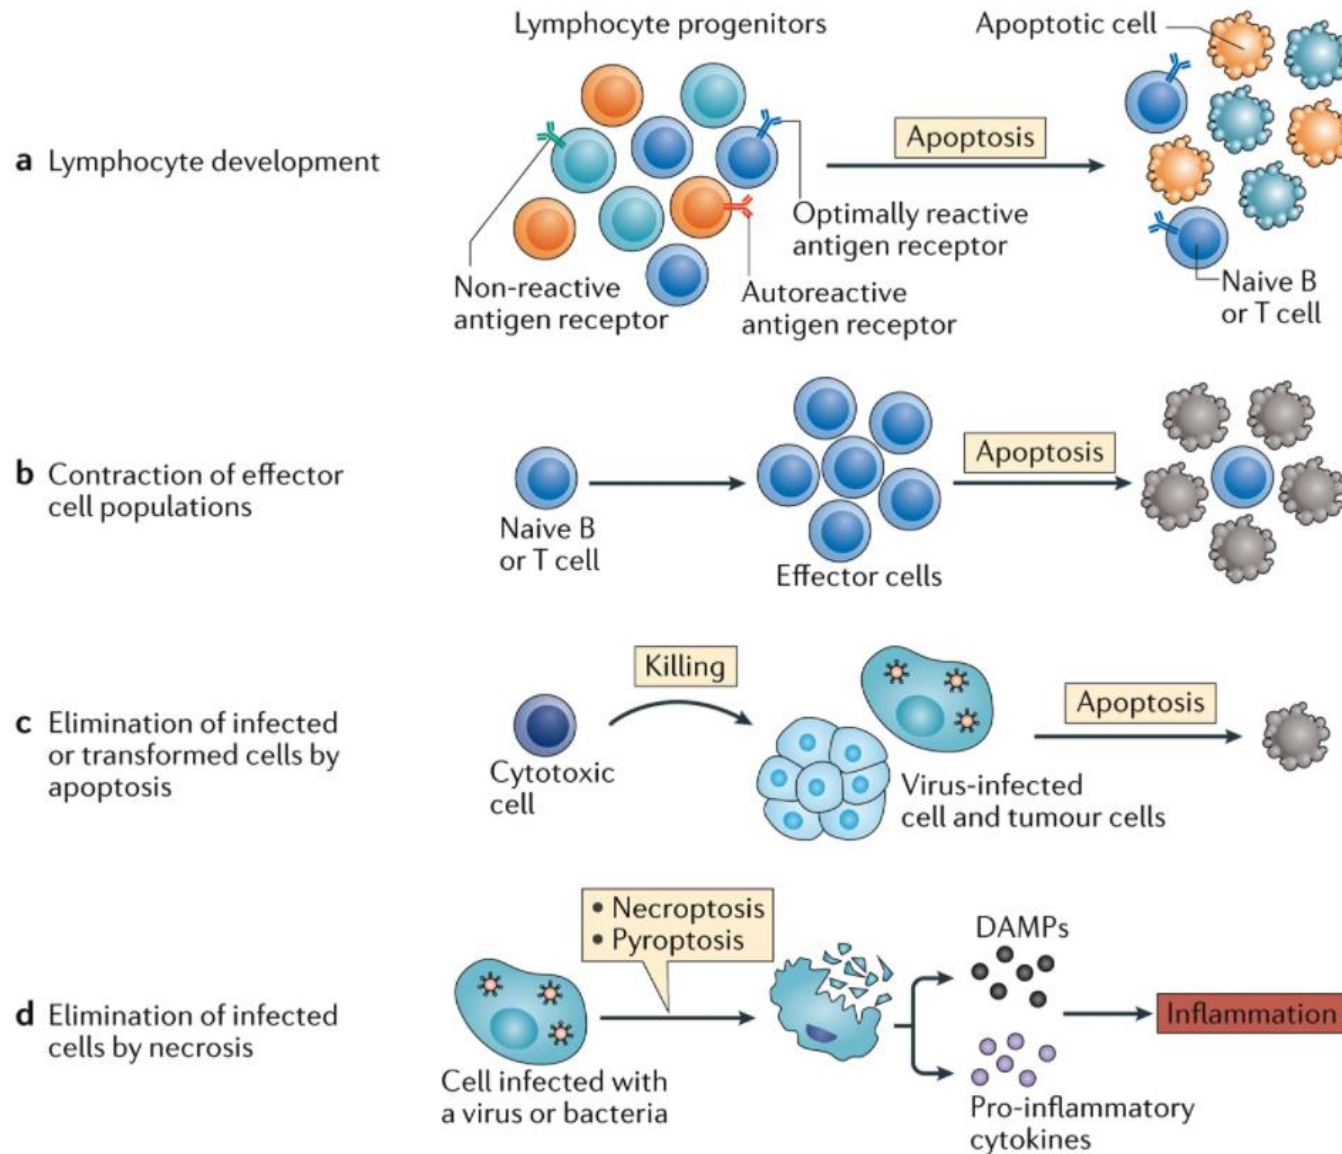 Lymphocyte progenitors
Apoptotic cell
a Lymphocyte development
Apoptosis
Optimally reactive
antigen receptor
Non-reactive
antigen receptor
Autoreactive
antigen receptor
Naive B
or T cell
b Contraction of effector
cell populations
Naive B
or T cell
Effector cells
Apoptosis
c Elimination of infected
or transformed cells by
apoptosis
Cytotoxic
cell
Killing
Virus-infected
cell and tumour cells
Apoptosis
d Elimination of infected
cells by necrosis
Cell infected with
a virus or bacteria
• Necroptosis
• Pyroptosis
DAMPs
Pro-inflammatory
cytokines
Inflammation